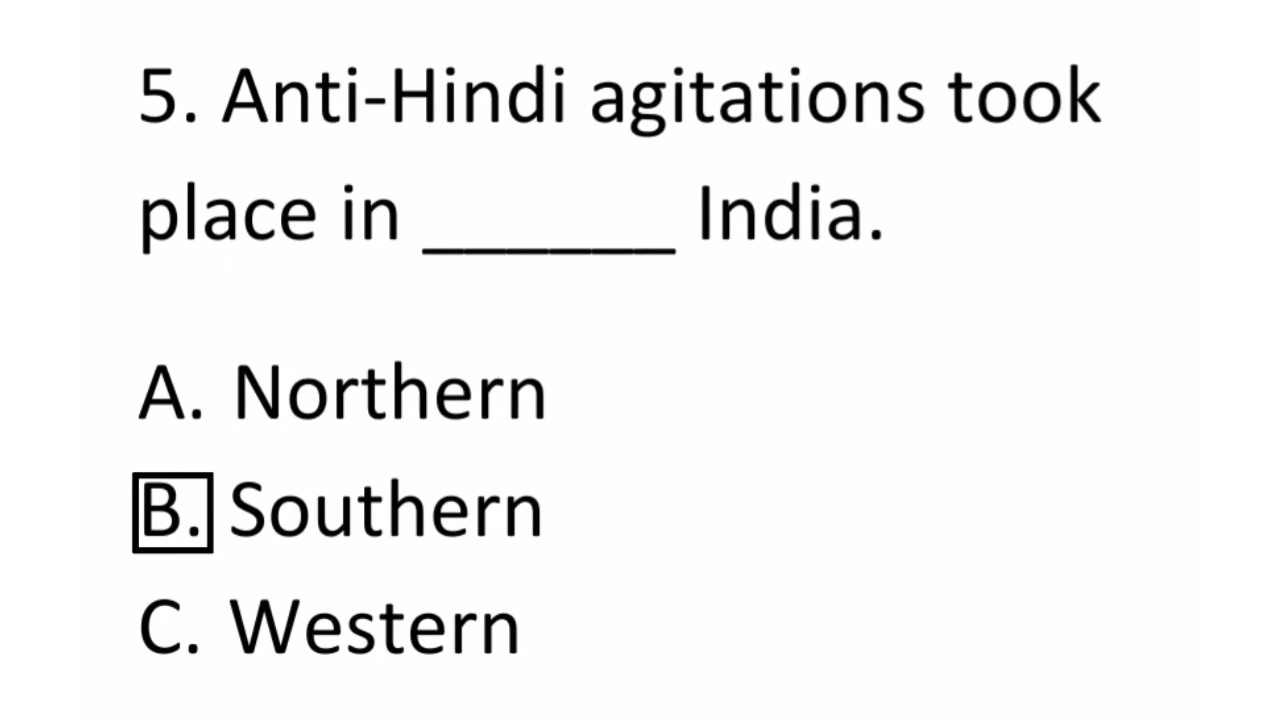 5. Anti-Hindi agitations took
place in ______ India.
A. Northern
B. Southern
C. Western